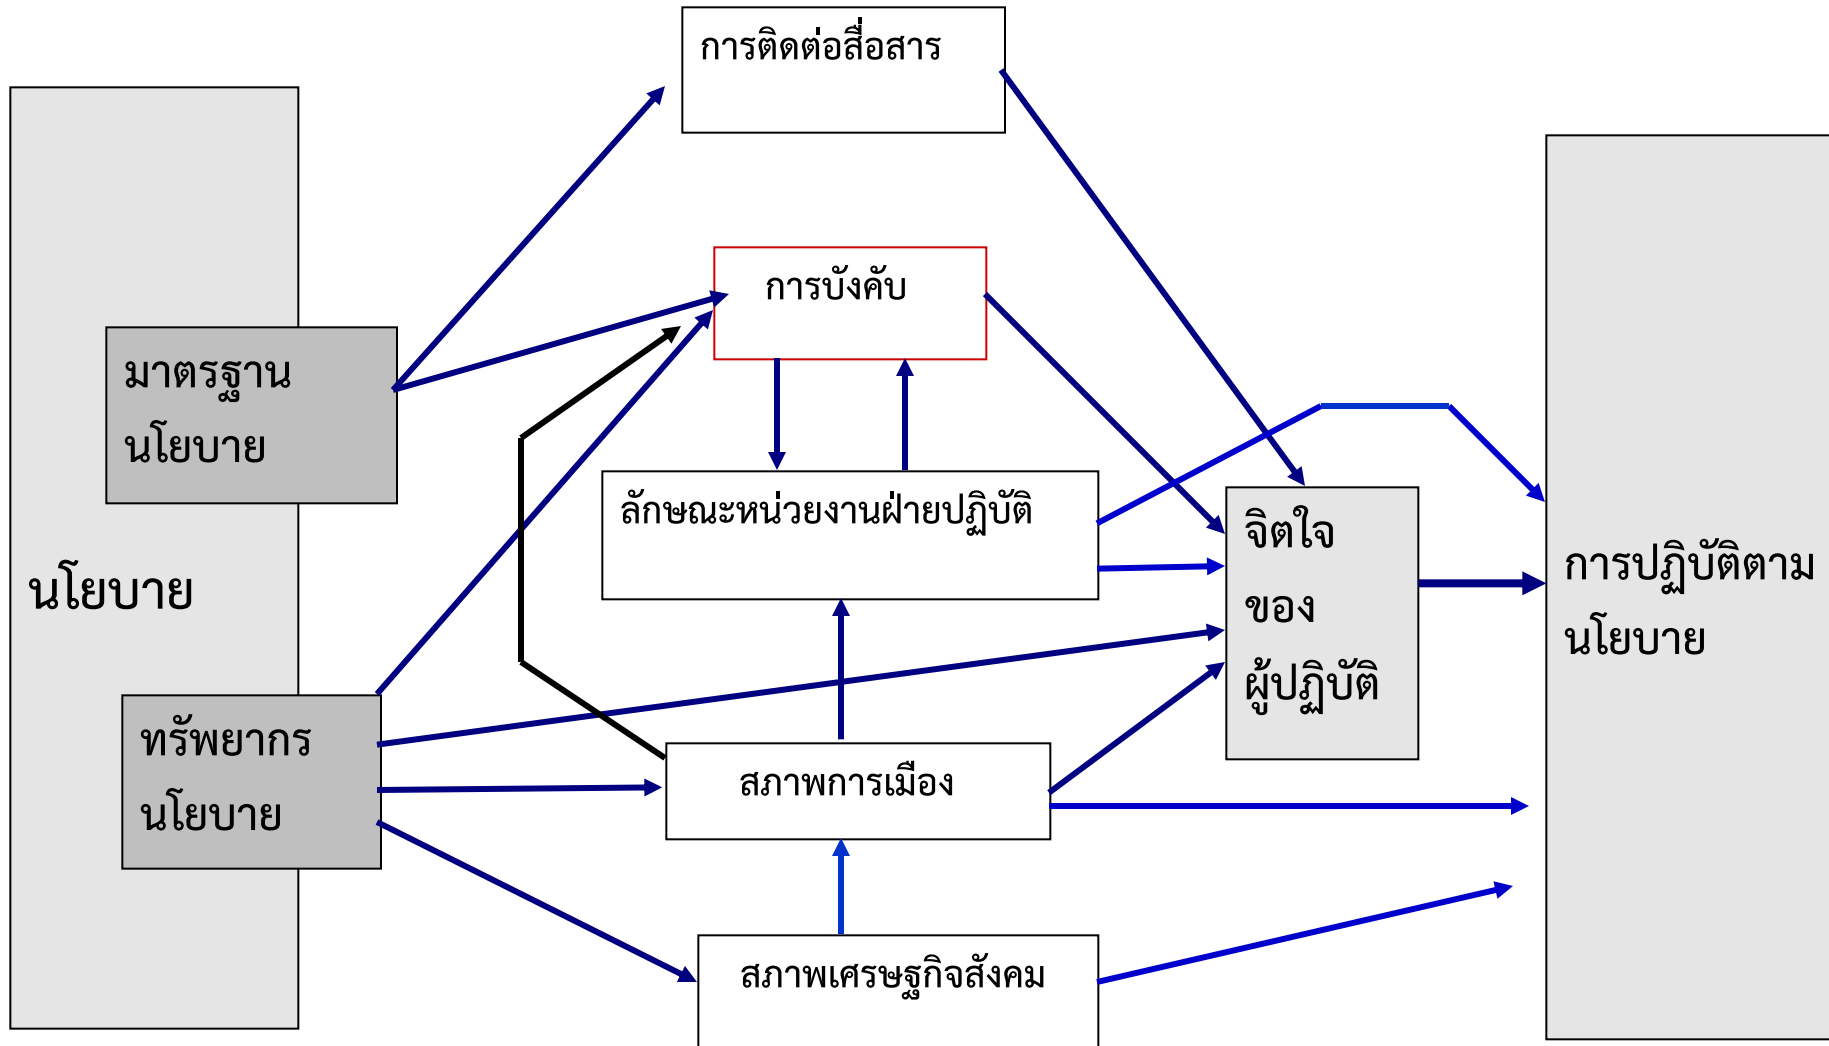 การติดต่อสื่อสาร
การบังคับ
มาตรฐาน
นโยบาย
ลักษณะหน่วยงานฝ่ายปฏิบัติ
จิตใจ
ของ
ผู้ปฏิบัติ
นโยบาย
การปฏิบัติตาม
นโยบาย
ทรัพยากร
นโยบาย
สภาพการเมือง
สภาพเศรษฐกิจสังคม